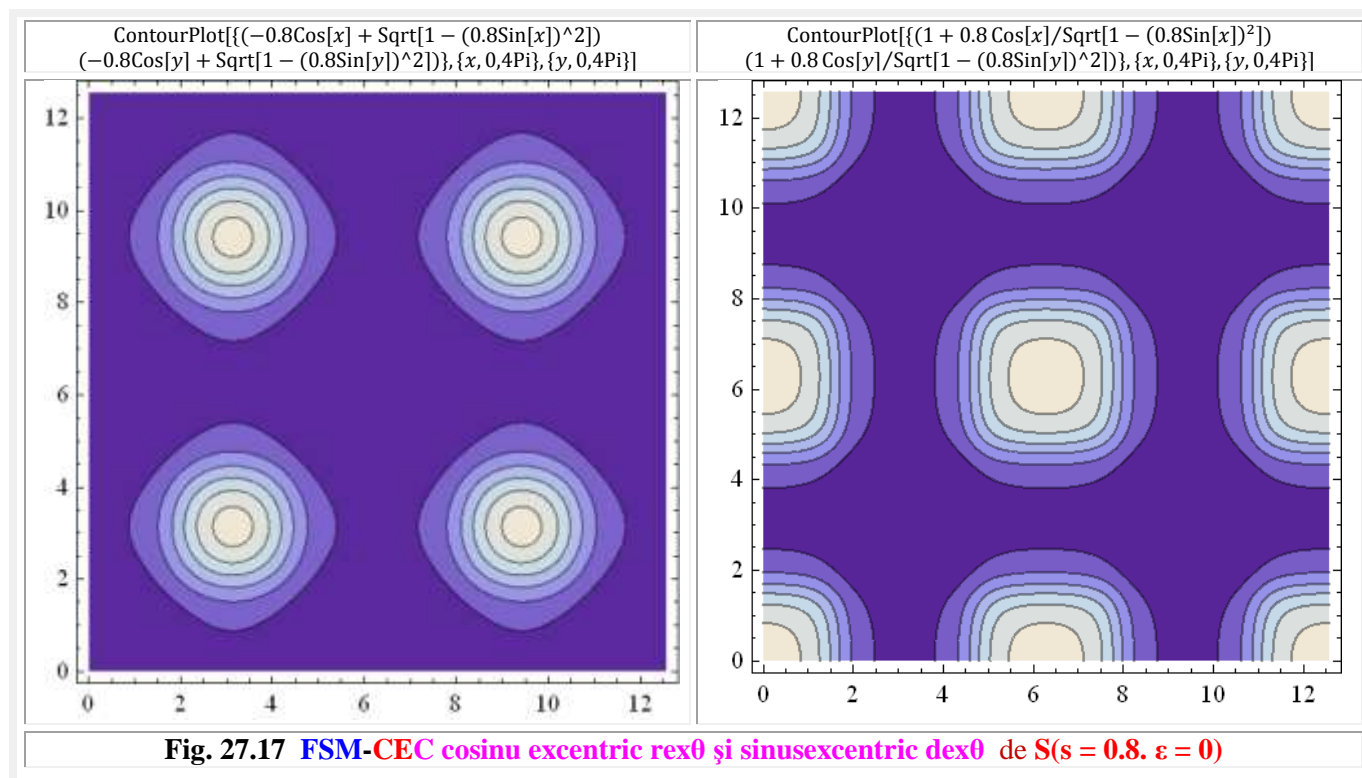 ContourPlot[{(−0.8Cos[x] + Sqrt[1 − (0.8Sin[x])^2])
(−0.8Cos[y] + Sqrt[1 − (0.8Sin[y])^2])}, {x, 0,4Pi}, {y, 0,4Pi}]
ContourPlot[{(1 + 0.8 Cos[x]/Sqrt[1 − (0.8Sin[x])²])
(1 + 0.8 Cos[y]/Sqrt[1 − (0.8Sin[y])^2])}, {x, 0,4Pi}, {y, 0,4Pi}]
12
10
8
6
4
2
0
0 2 4 6 8 10 12
12
10
8
6
4
2
0
0 2 4 6 8 10 12
Fig. 27.17 FSM-CEC cosinu excentric rexθ şi sinusexcentric dexθ de S(s = 0.8. ε = 0)